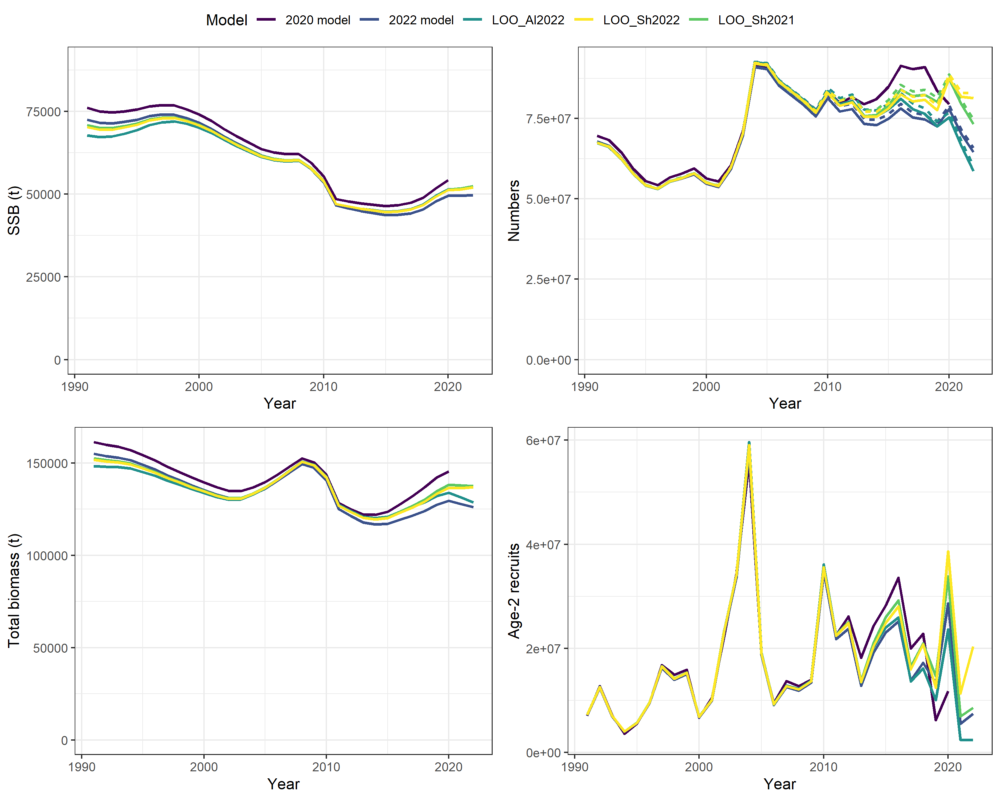 Model 2020 model 2022 model LOO_AI2022 LOO_Sh2022 LOO_Sh2021
SSB (t)
75000
50000
25000
0
1990 2000 2010 2020
Year
Numbers
7.5e+07
5.0e+07
2.5e+07
0.0e+00
1990 2000 2010 2020
Year
Total biomass (t)
150000
100000
50000
0
1990 2000 2010 2020
Year
Age-2 recruits
6e+07
4e+07
2e+07
0e+00
1990 2000 2010 2020
Year